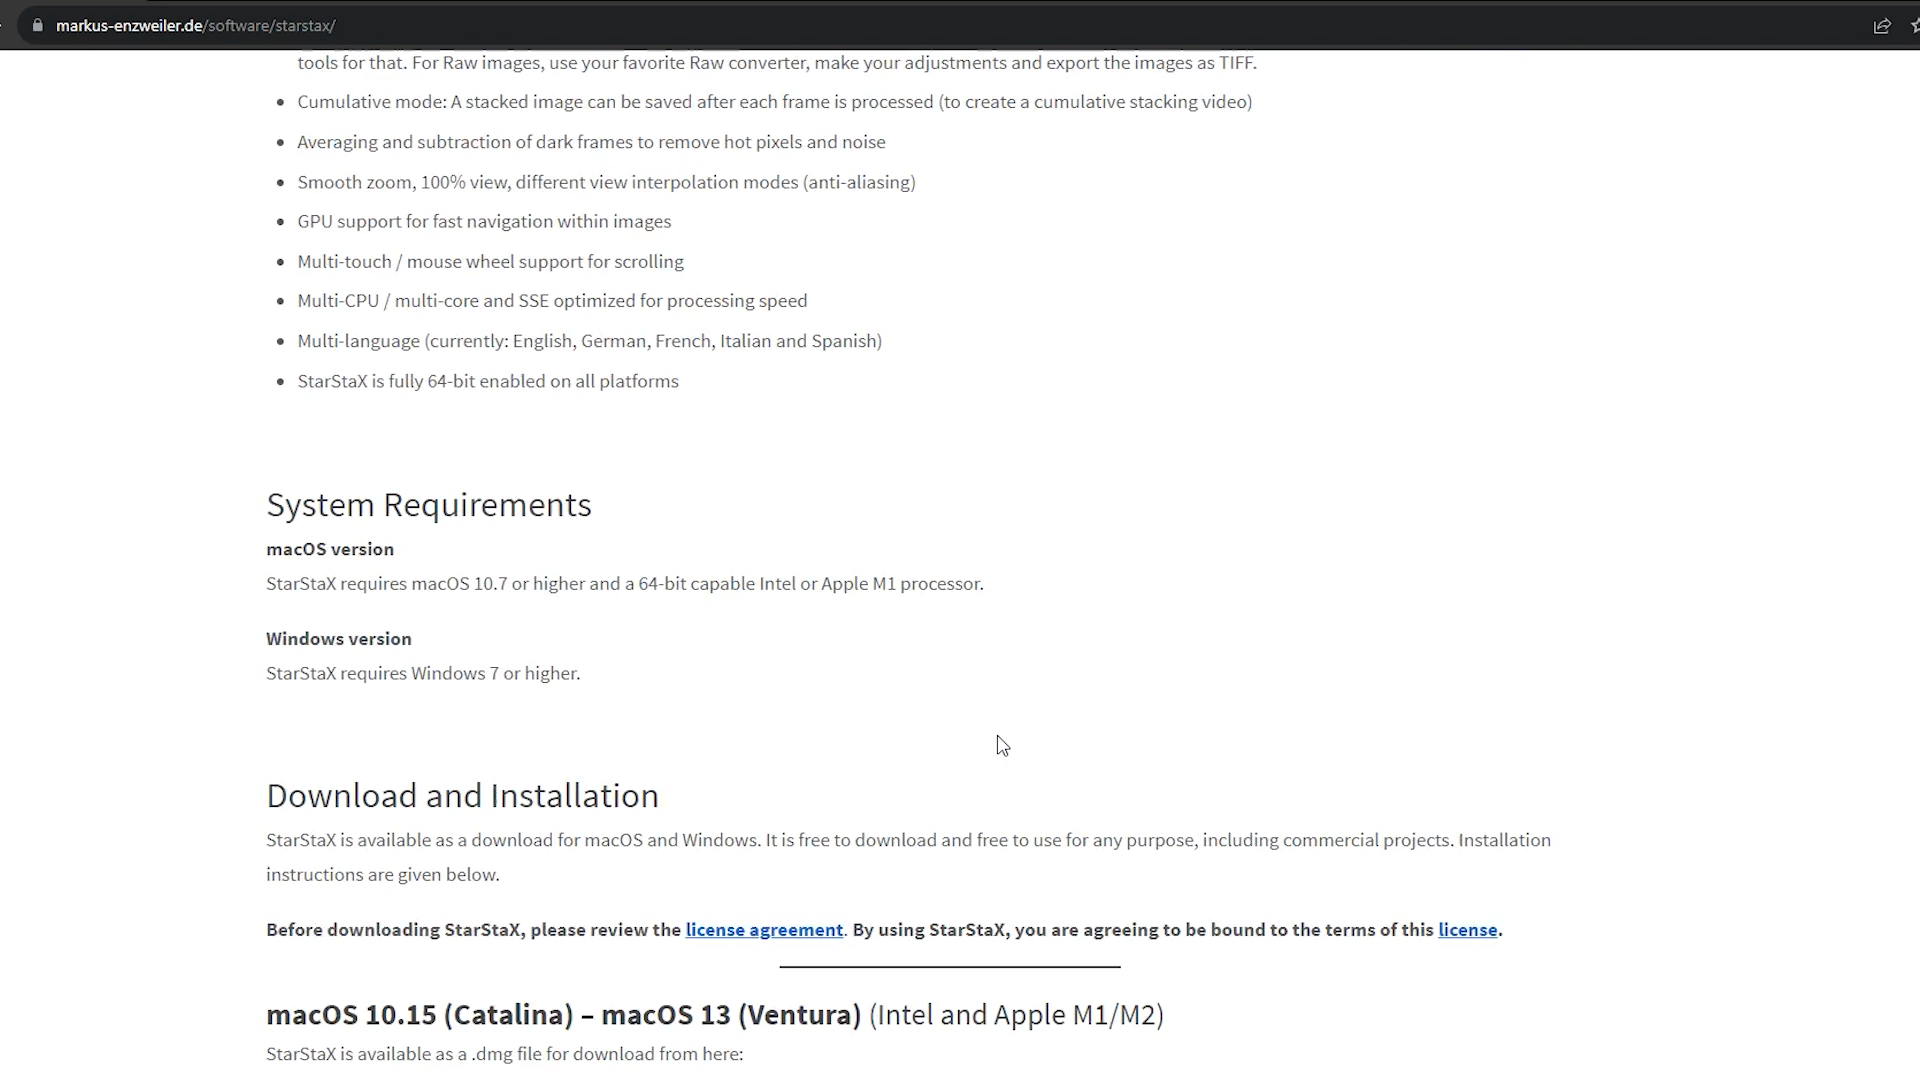 markus-enzweiler.de/software/starstax/
tools for that. For Raw images, use your favorite Raw converter, make your adjustments and export the images as TIFF.
• Cumulative mode: A stacked image can be saved after each frame is processed (to create a cumulative stacking video)
• Averaging and subtraction of dark frames to remove hot pixels and noise
• Smooth zoom, 100% view, different view interpolation modes (anti-aliasing)
• GPU support for fast navigation within images
• Multi-touch / mouse wheel support for scrolling
• Multi-CPU / multi-core and SSE optimized for processing speed
• Multi-language (currently: English, German, French, Italian and Spanish)
• StarStaX is fully 64-bit enabled on all platforms
System Requirements
macOS version
StarStaX requires macOS 10.7 or higher and a 64-bit capable Intel or Apple M1 processor.
Windows version
StarStaX requires Windows 7 or higher.
Download and Installation
StarStaX is available as a download for macOS and Windows. It is free to download and free to use for any purpose, including commercial projects. Installation
instructions are given below.
Before downloading StarStaX, please review the license agreement. By using StarStaX, you are agreeing to be bound to the terms of this license.
macOS 10.15 (Catalina) – macOS 13 (Ventura) (Intel and Apple M1/M2)
StarStaX is available as a .dmg file for download from here: